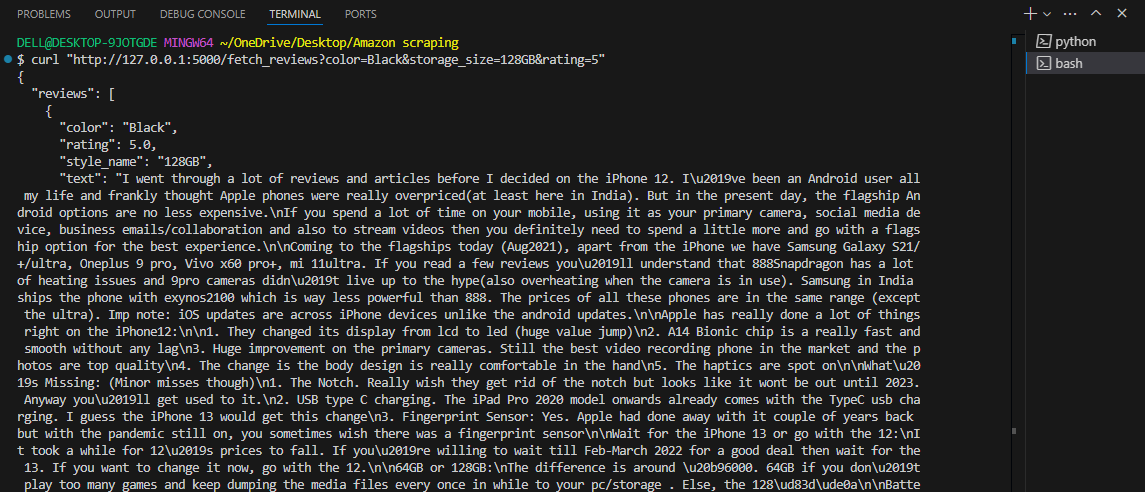 PROBLEMS OUTPUT DEBUG CONSOLE TERMINAL PORTS
python
bash
DELL@DESKTOP-9JOTGDE MINGW64 ~/OneDrive/Desktop/Amazon scraping
$ curl "http://127.0.0.1:5000/fetch_reviews?color=Black&storage_size=128GB&rating=5"
{
"reviews": [
{
"color": "Black",
"rating": 5.0,
"style_name": "128GB",
"text": "I went through a lot of reviews and articles before I decided on the iPhone 12. I\u2019ve been an Android user all
my life and frankly thought Apple phones were really overpriced(at least here in India). But in the present day, the flagship An
droid options are no less expensive.\nIf you spend a lot of time on your mobile, using it as your primary camera, social media de
vice, business emails/collaboration and also to stream videos then you definitely need to spend a little more and go with a flags
hip option for the best experience.\n\nComing to the flagships today (Aug2021), apart from the iPhone we have Samsung Galaxy S21/
+/ultra, Oneplus 9 pro, Vivo x60 pro+, mi 11ultra. If you read a few reviews you\u2019ll understand that 888Snapdragon has a lot
of heating issues and 9pro cameras didn\u2019t live up to the hype(also overheating when the camera is in use). Samsung in India
ships the phone with exynos2100 which is way less powerful than 888. The prices of all these phones are in the same range (except
the ultra). Imp note: iOS updates are across iPhone devices unlike the android updates.\n\nApple has really done a lot of things
right on the iPhone12:\n\n1. They changed its display from lcd to led (huge value jump)\n2. A14 Bionic chip is a really fast and
smooth without any lag\n3. Huge improvement on the primary cameras. Still the best video recording phone in the market and the p
hotos are top quality\n4. The change is the body design is really comfortable in the hand\n5. The haptics are spot on\n\nWhat\u20
19s Missing: (Minor misses though)\n1. The Notch. Really wish they get rid of the notch but looks like it wont be out until 2023.
Anyway you\u2019ll get used to it.\n2. USB type C charging. The iPad Pro 2020 model onwards already comes with the TypeC usb cha
rging. I guess the iPhone 13 would get this change\n3. Fingerprint Sensor: Yes. Apple had done away with it couple of years back
but with the pandemic still on, you sometimes wish there was a fingerprint sensor\n\nWait for the iPhone 13 or go with the 12:\nI
t took a while for 12\u2019s prices to fall. If you\u2019re willing to wait till Feb-March 2022 for a good deal then wait for the
13. If you want to change it now, go with the 12.\n\n64GB or 128GB:\nThe difference is around \u20b96000. 64GB if you don\u2019t
play too many games and keep dumping the media files every once in while to your pc/storage . Else, the 128\ud83d\ude0a\n\nBatte